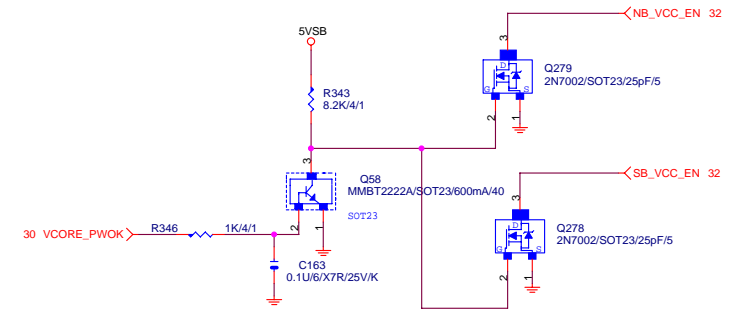 NB_VCC_EN 32
3
5VSB
D
Q279
2N7002/SOT23/25pF/5
G
S
R343
8.2K/4/1
2
1
3
Q58
MMBT2222A/SOT23/600mA/40
SB_VCC_EN 32
3
SOT23
D
Q278
2N7002/SOT23/25pF/5
R346
1K/4/1
2
1
30 VCORE_PWOK
G
S
C163
0.1U/6/X7R/25V/K
2
1